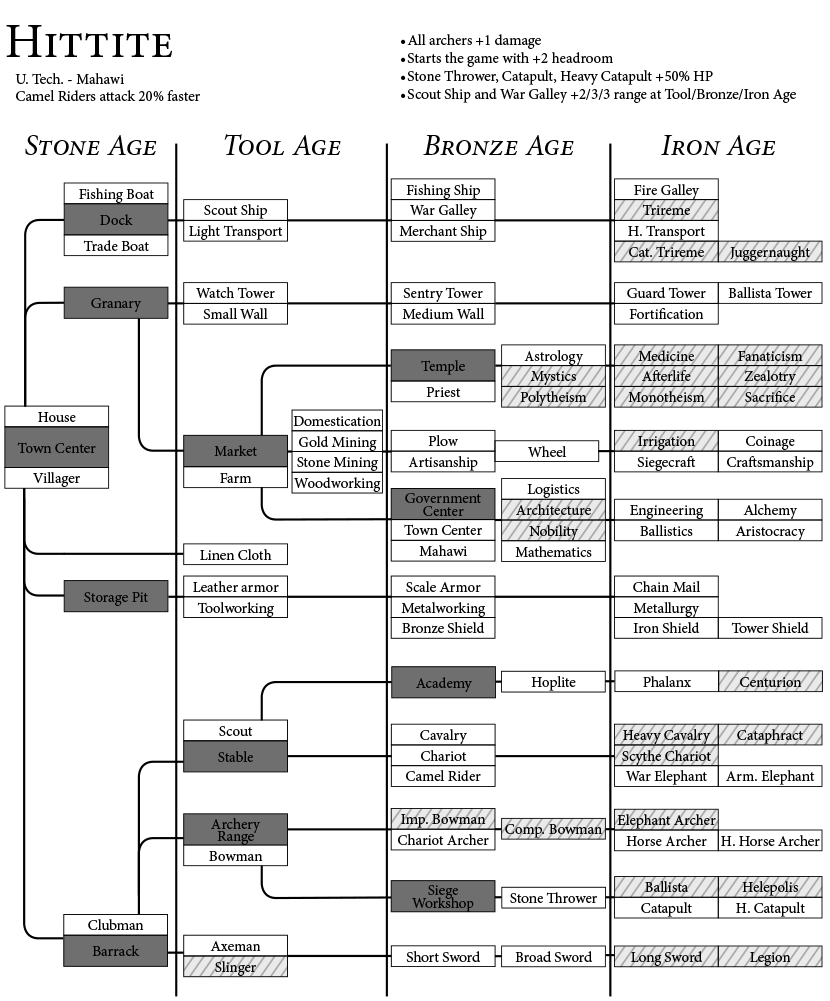 HITTITE
U. Tech. - Mahawi
Camel Riders attack 20% faster
•All archers +1 damage
•Starts the game with +2 headroom
•Stone Thrower, Catapult, Heavy Catapult +50% HP
•Scout Ship and War Galley +2/3/3 range at Tool/Bronze/Iron Age
STONE AGE TOOL AGE BRONZE AGE IRON AGE
Fishing Boat
Dock
Trade Boat
Scout Ship
Light Transport
Fishing Ship
War Galley
Merchant Ship
Fire Galley
Trireme
H. Transport
Cat. Trireme Juggernaught
Granary
Watch Tower
Small Wall
Sentry Tower
Medium Wall
Guard Tower Ballista Tower
Fortification
Temple
Priest
Astrology
Mystics
Polytheism
Medicine Fanaticism
Afterlife Zealotry
Monotheism Sacrifice
House
Town Center
Villager
Market
Farm
Domestication
Gold Mining
Stone Mining
Woodworking
Plow
Artisanship
Wheel
Irrigation Coinage
Siegecraft Craftsmanship
Government
Center
Town Center
Mahawi
Logistics
Architecture
Nobility
Mathematics
Engineering Alchemy
Ballistics Aristocracy
Linen Cloth
Storage Pit
Leather armor
Toolworking
Scale Armor
Metalworking
Bronze Shield
Chain Mail
Metallurgy
Iron Shield Tower Shield
Academy
Hoplite
Phalanx Centurion
Scout
Stable
Cavalry
Chariot
Camel Rider
Heavy Cavalry Cataphract
Scythe Chariot
War Elephant Arm. Elephant
Archery
Range
Bowman
Imp. Bowman
Chariot Archer
Comp. Bowman
Elephant Archer
Horse Archer H. Horse Archer
Siege
Workshop
Stone Thrower
Ballista Helepolis
Catapult H. Catapult
Clubman
Barrack
Axeman
Slinger
Short Sword Broad Sword
Long Sword Legion